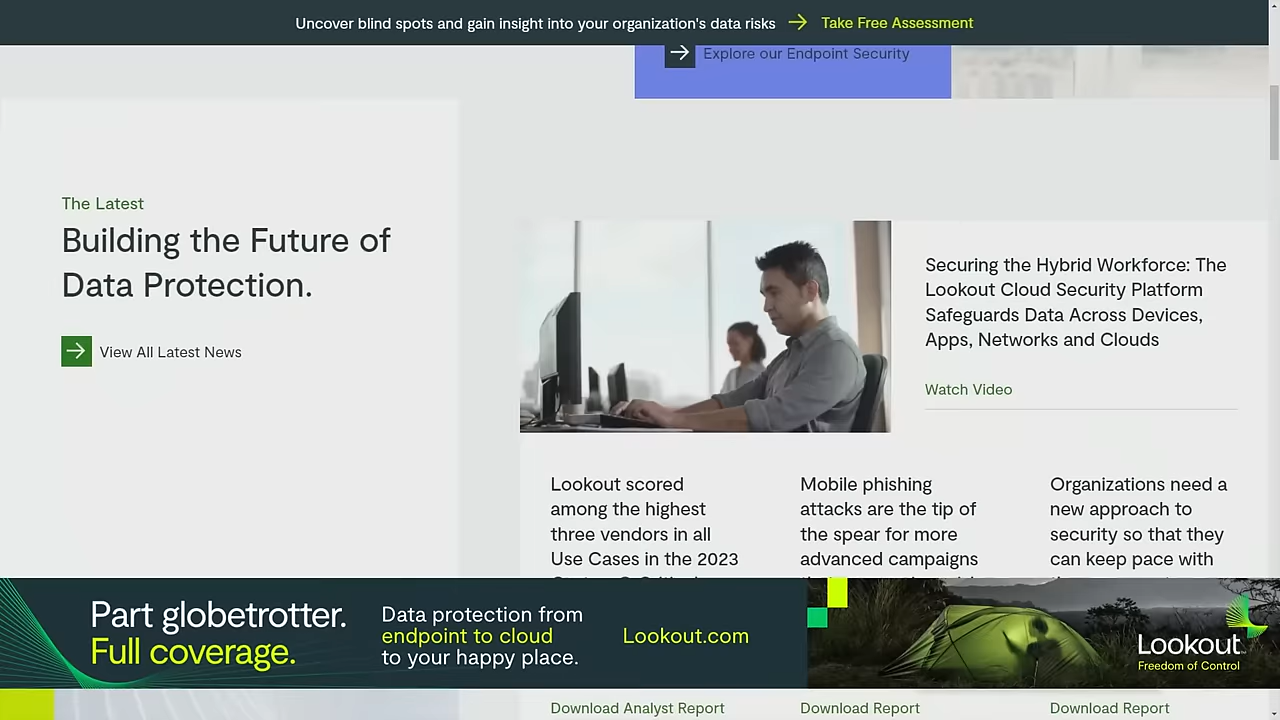 Uncover blind spots and gain insight into your organization's data risks Take Free Assessment
Explore our Endpoint Security
The Latest
Building the Future of
Data Protection.
View All Latest News
Securing the Hybrid Workforce: The
Lookout Cloud Security Platform
Safeguards Data Across Devices,
Apps, Networks and Clouds
Watch Video
Lookout scored
among the highest
three vendors in all
Use Cases in the 2023
Mobile phishing
attacks are the tip of
the spear for more
advanced campaigns
Organizations need a
new approach to
security so that they
can keep pace with
Part globetrotter.
Full coverage.
Data protection from
endpoint to cloud
to your happy place.
Lookout.com
Lookout
Freedom of Control
Download Analyst Report
Download Report
Download Report